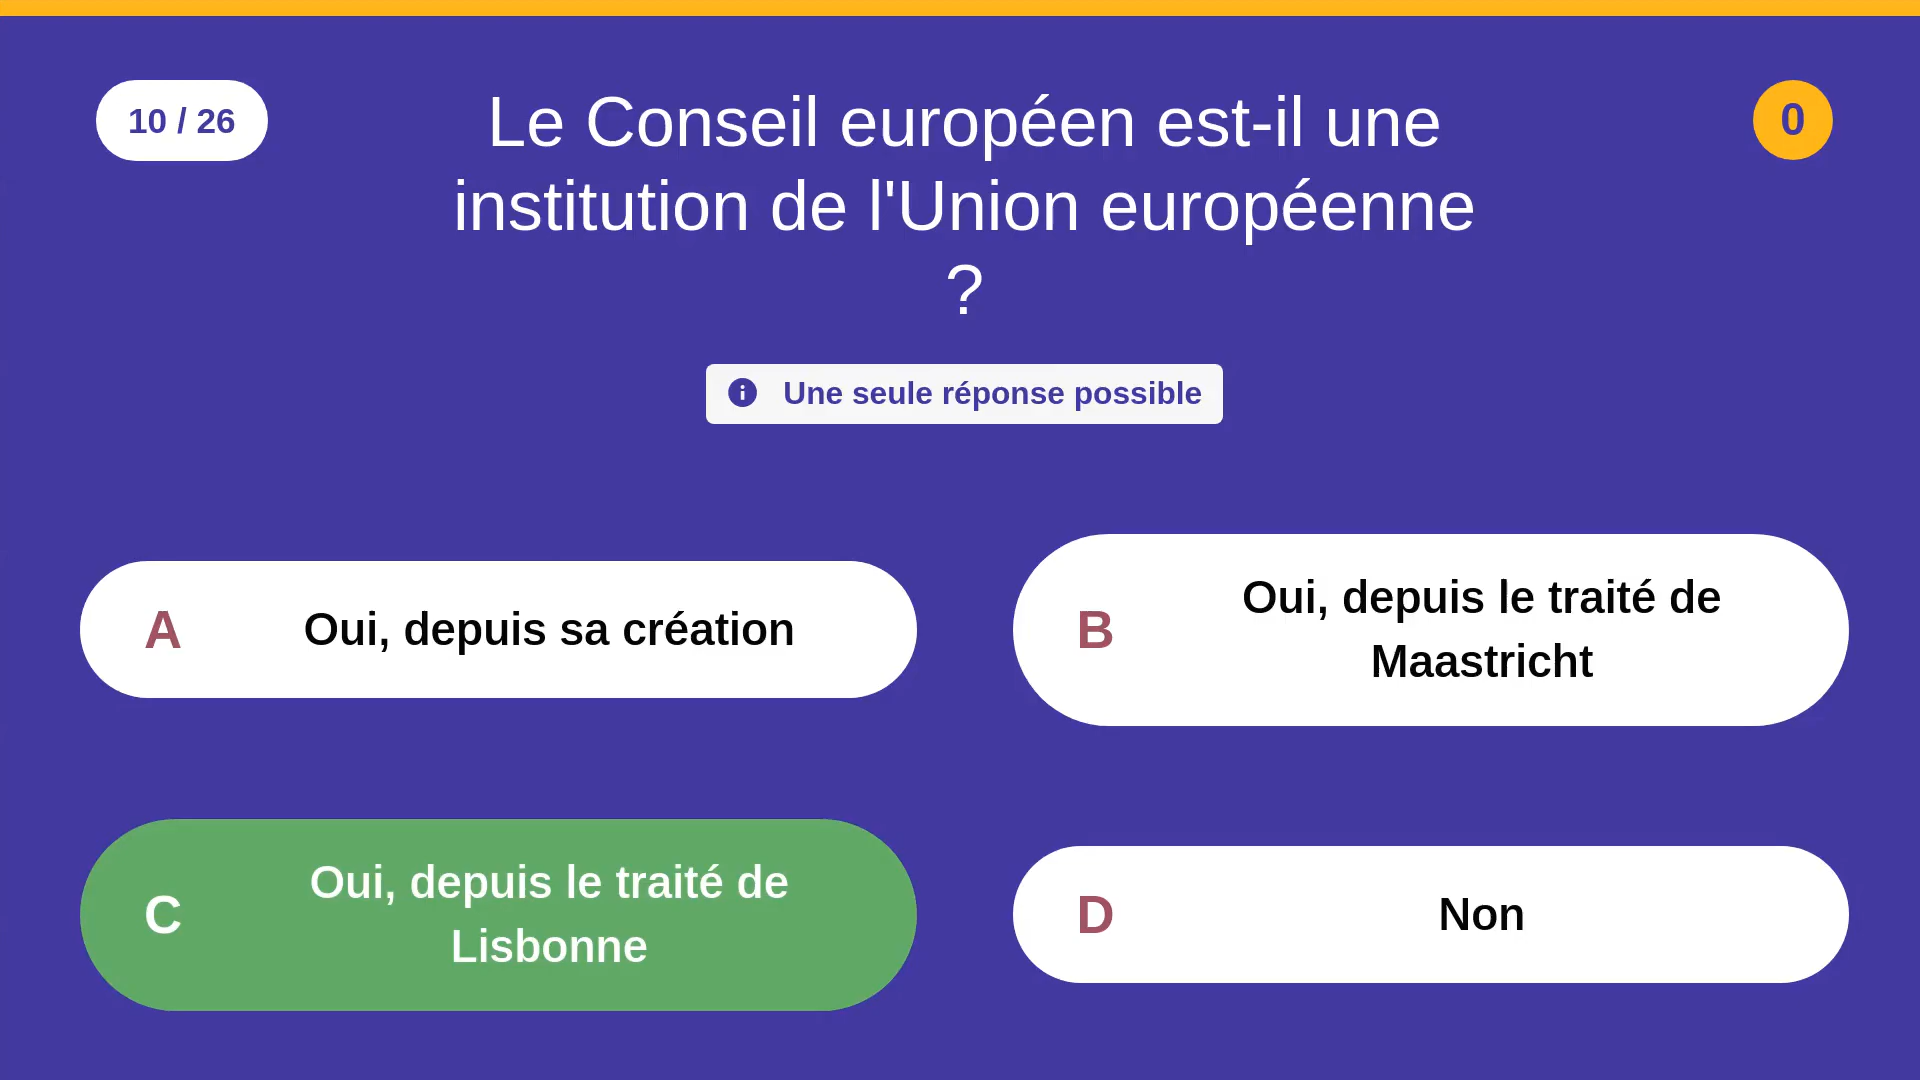 10 / 26
Le Conseil européen est-il une
institution de l'Union européenne
?
0
Une seule réponse possible
A
Oui, depuis sa création
B
Oui, depuis le traité de
Maastricht
C
Oui, depuis le traité de
Lisbonne
D
Non